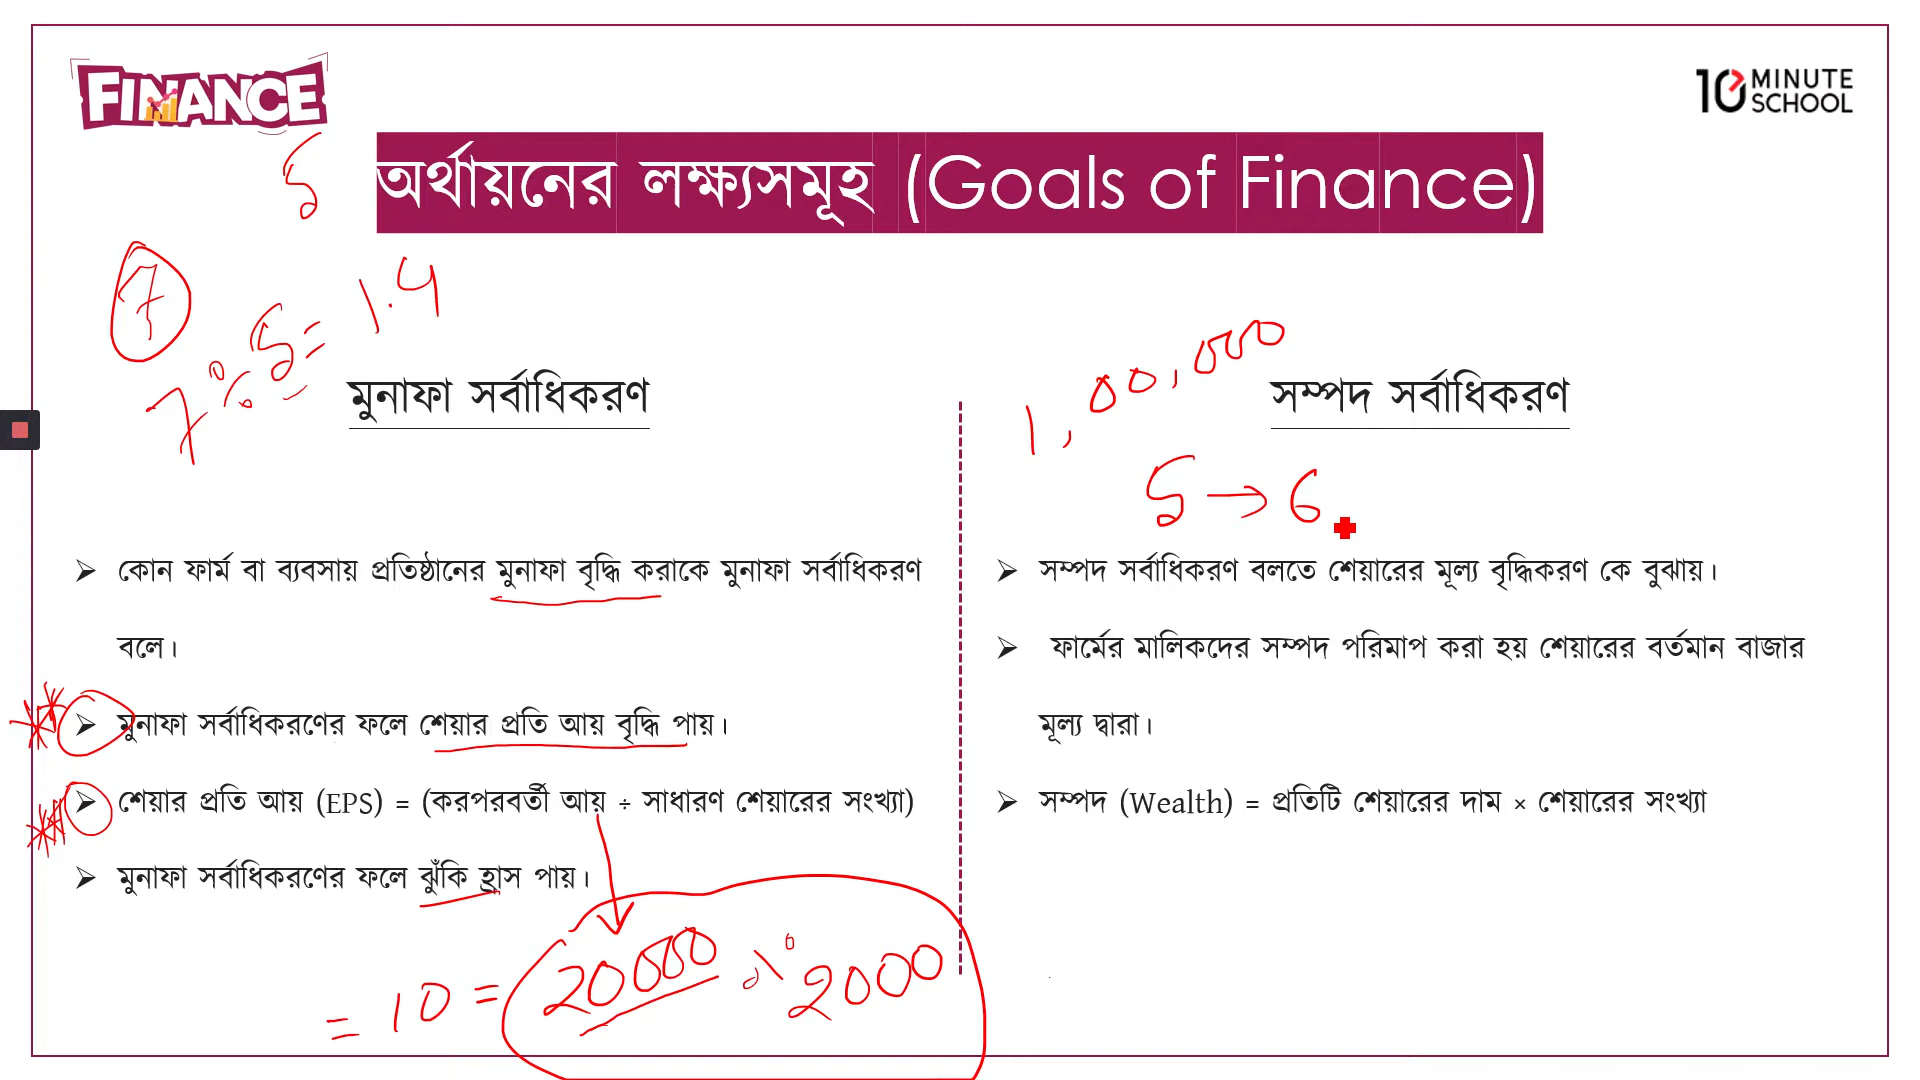 FINANCE
10 MINUTE SCHOOL
অর্থায়নের লক্ষ্যসমূহ (Goals of Finance)
5
7
7 ÷ 5 = 1.4
মুনাফা সর্বাধিকরণ
কোন ফার্ম বা ব্যবসায় প্রতিষ্ঠানের মুনাফা বৃদ্ধি করাকে মুনাফা সর্বাধিকরণ
বলে।
মুনাফা সর্বাধিকরণের ফলে শেয়ার প্রতি আয় বৃদ্ধি পায়।
শেয়ার প্রতি আয় (EPS) = (করপরবর্তী আয় ÷ সাধারণ শেয়ারের সংখ্যা)
মুনাফা সর্বাধিকরণের ফলে ঝুঁকি হ্রাস পায়।
= 10 = 20000 ÷ 2000
1,00,000
সম্পদ সর্বাধিকরণ
5 → 6
সম্পদ সর্বাধিকরণ বলতে শেয়ারের মূল্য বৃদ্ধিকরণ কে বুঝায়।
ফার্মের মালিকদের সম্পদ পরিমাপ করা হয় শেয়ারের বর্তমান বাজার
মূল্য দ্বারা।
সম্পদ (Wealth) = প্রতিটি শেয়ারের দাম × শেয়ারের সংখ্যা